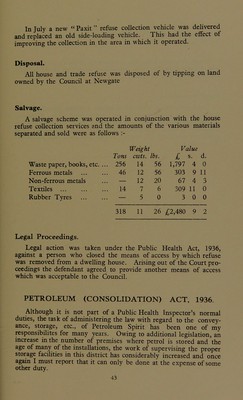 In July a new " Paxit " refuse collection vehicle was delivered
and replaced an old side-loading vehicle. This had the effect of
improving the collection in the area in which it operated.
Disposal.
All house and trade refuse was disposed of by tipping on land
owned by the Council at Newgate
Salvage.
A salvage scheme was operated in conjunction with the house
refuse collection services and the amounts of the various materials
separated and sold were as follows :-
Weight Value
Tons cwts. lbs. £ s. d.
Waste paper, books, etc. ... 256 14 56 1,797 4 0
Ferrous metals ... ... 46 12 56 303 9 11
Non-ferrous metals ... — 12 20 67 4 3
Textiles ... ... ... 14 7 6 309 11 0
Rubber Tyres ... ... — 5 0 3 0 0
318 11 26 £2,480 9 2
Legal Proceedings.
Legal action was taken under the Public Health Act, 1936,
against a person who closed the means of access by which refuse
was removed from a dwelling house. Arising out of the Court pro-
ceedings the defendant agreed to provide another means of access
which was acceptable to the Council.
PETROLEUM (CONSOLIDATION) ACT, 1936.
Although it is not part of a Public Health Inspector's normal
duties, the task of administering the law with regard to the convey-
ance, storage, etc., of Petroleum Spirit has been one of my
responsibilites for many years. Owing to additional legislation, an
increase in the number of premises where petrol is stored and the
age of many of the installations, the work of supervising the proper
storage facilities in this district has considerably increased and once
again I must report that it can only be done at the expense of some
other duty.
43